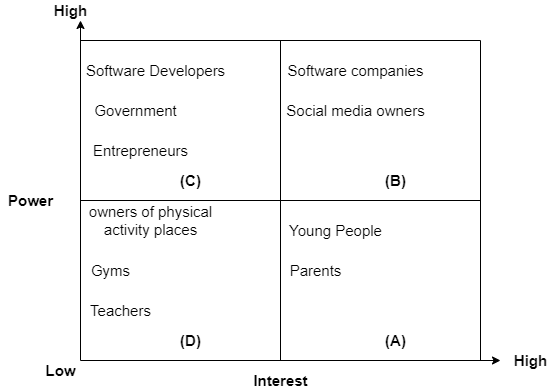 High
Software Developers
Government
Entrepreneurs
(C)
Software companies
Social media owners
(B)
Power
owners of physical
activity places
Gyms
Teachers
(D)
Young People
Parents
(A)
Low
Interest
High